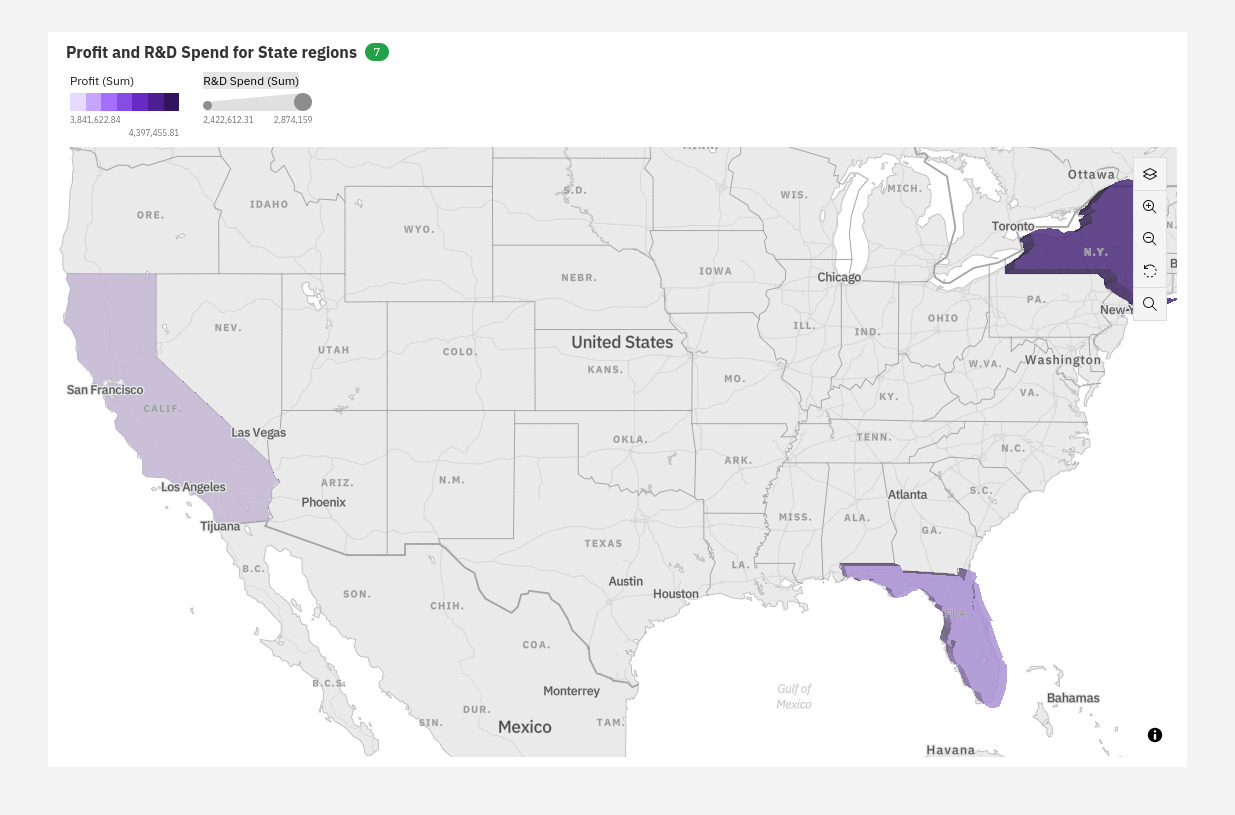 Profit and R&D Spend for State regions 7
Profit (Sum)
R&D Spend (Sum)
3,841,622.84
4,397,455.81
2,422,612.31
2,874,159
Ottawa
S.D.
WIS.
MICH.
IDAHO
ORE.
Toronto
WYO.
N.Y.
IOWA
NEBR.
Chicago
PA.
New
OHIO
NEV.
ILL.
IND.
United States
UTAH
COLO.
Washington
W.VA.
KANS.
MO.
San Francisco
VA.
KY.
CALIF.
Las Vegas
TENN.
OKLA.
N.C.
ARK.
N.M.
ARIZ.
Los Angeles
S.C.
Phoenix
Atlanta
MISS.
ALA.
Tijuana
GA.
TEXAS
LA.
B.C.
Austin
Houston
SON.
CHIH.
FLA.
COA.
B.C.S.
Monterrey
Gulf of
Mexico
Bahamas
DUR.
SIN.
TAM.
Mexico
Havana